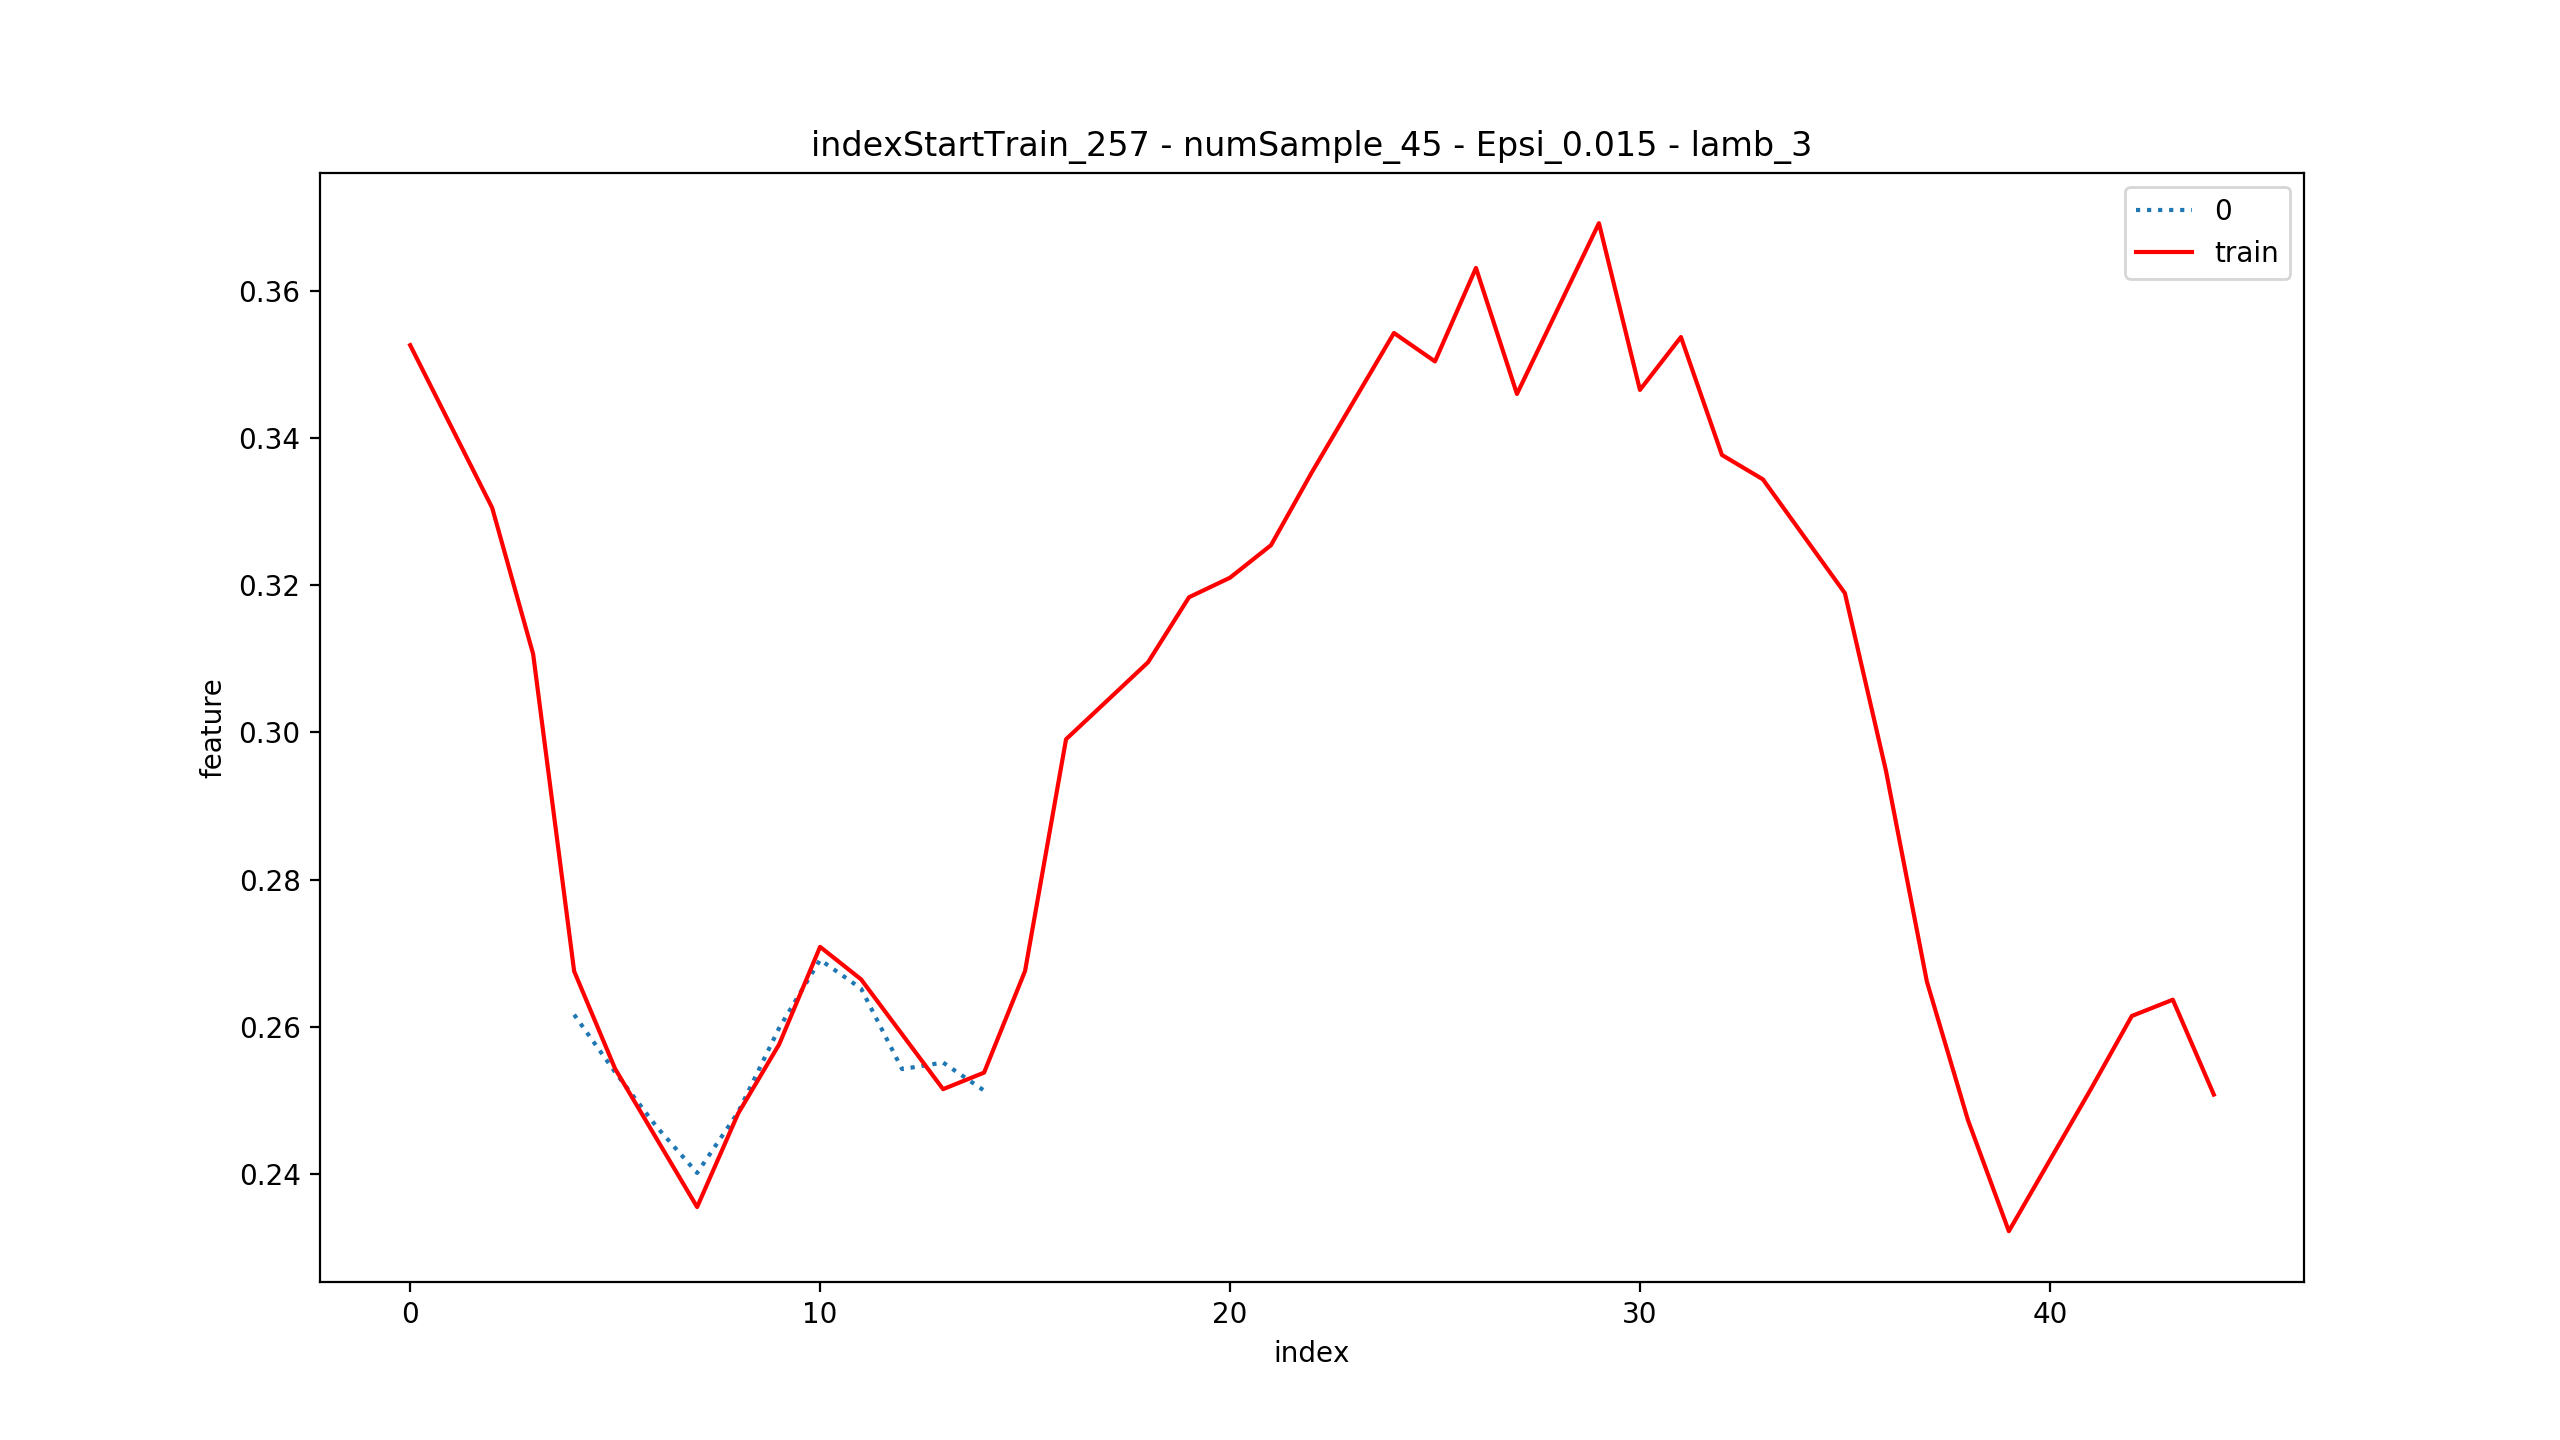 indexStartTrain_257 - numSample_45 - Epsi_0.015 - lamb_3
0
train
0.36
0.34
0.32
0.30
0.28
0.26
0.24
feature
0 10 20 30 40
index